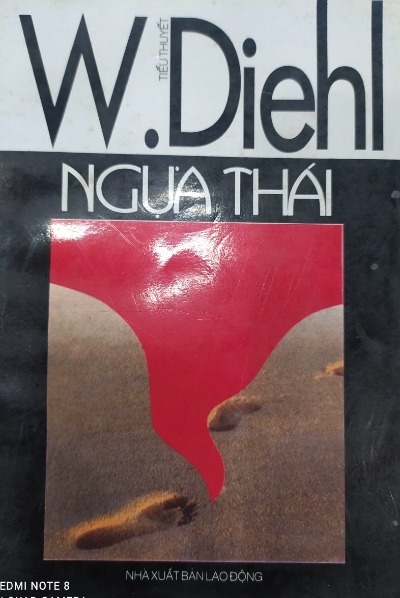 W.Diehl
TIỂU THUYẾT
NGỰA THÁI
NHÀ XUẤT BẢN LAO ĐỘNG
EDMI NOTE 8